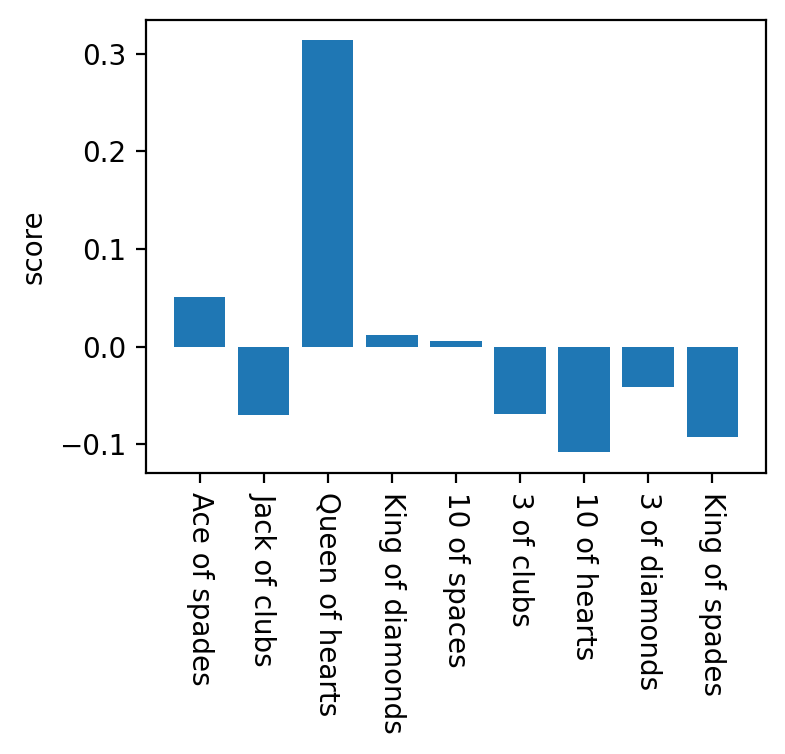 score
0.3
0.2
0.1
0.0
−0.1
Ace of spades
Jack of clubs
Queen of hearts
King of diamonds
10 of spaces
3 of clubs
10 of hearts
3 of diamonds
King of spades